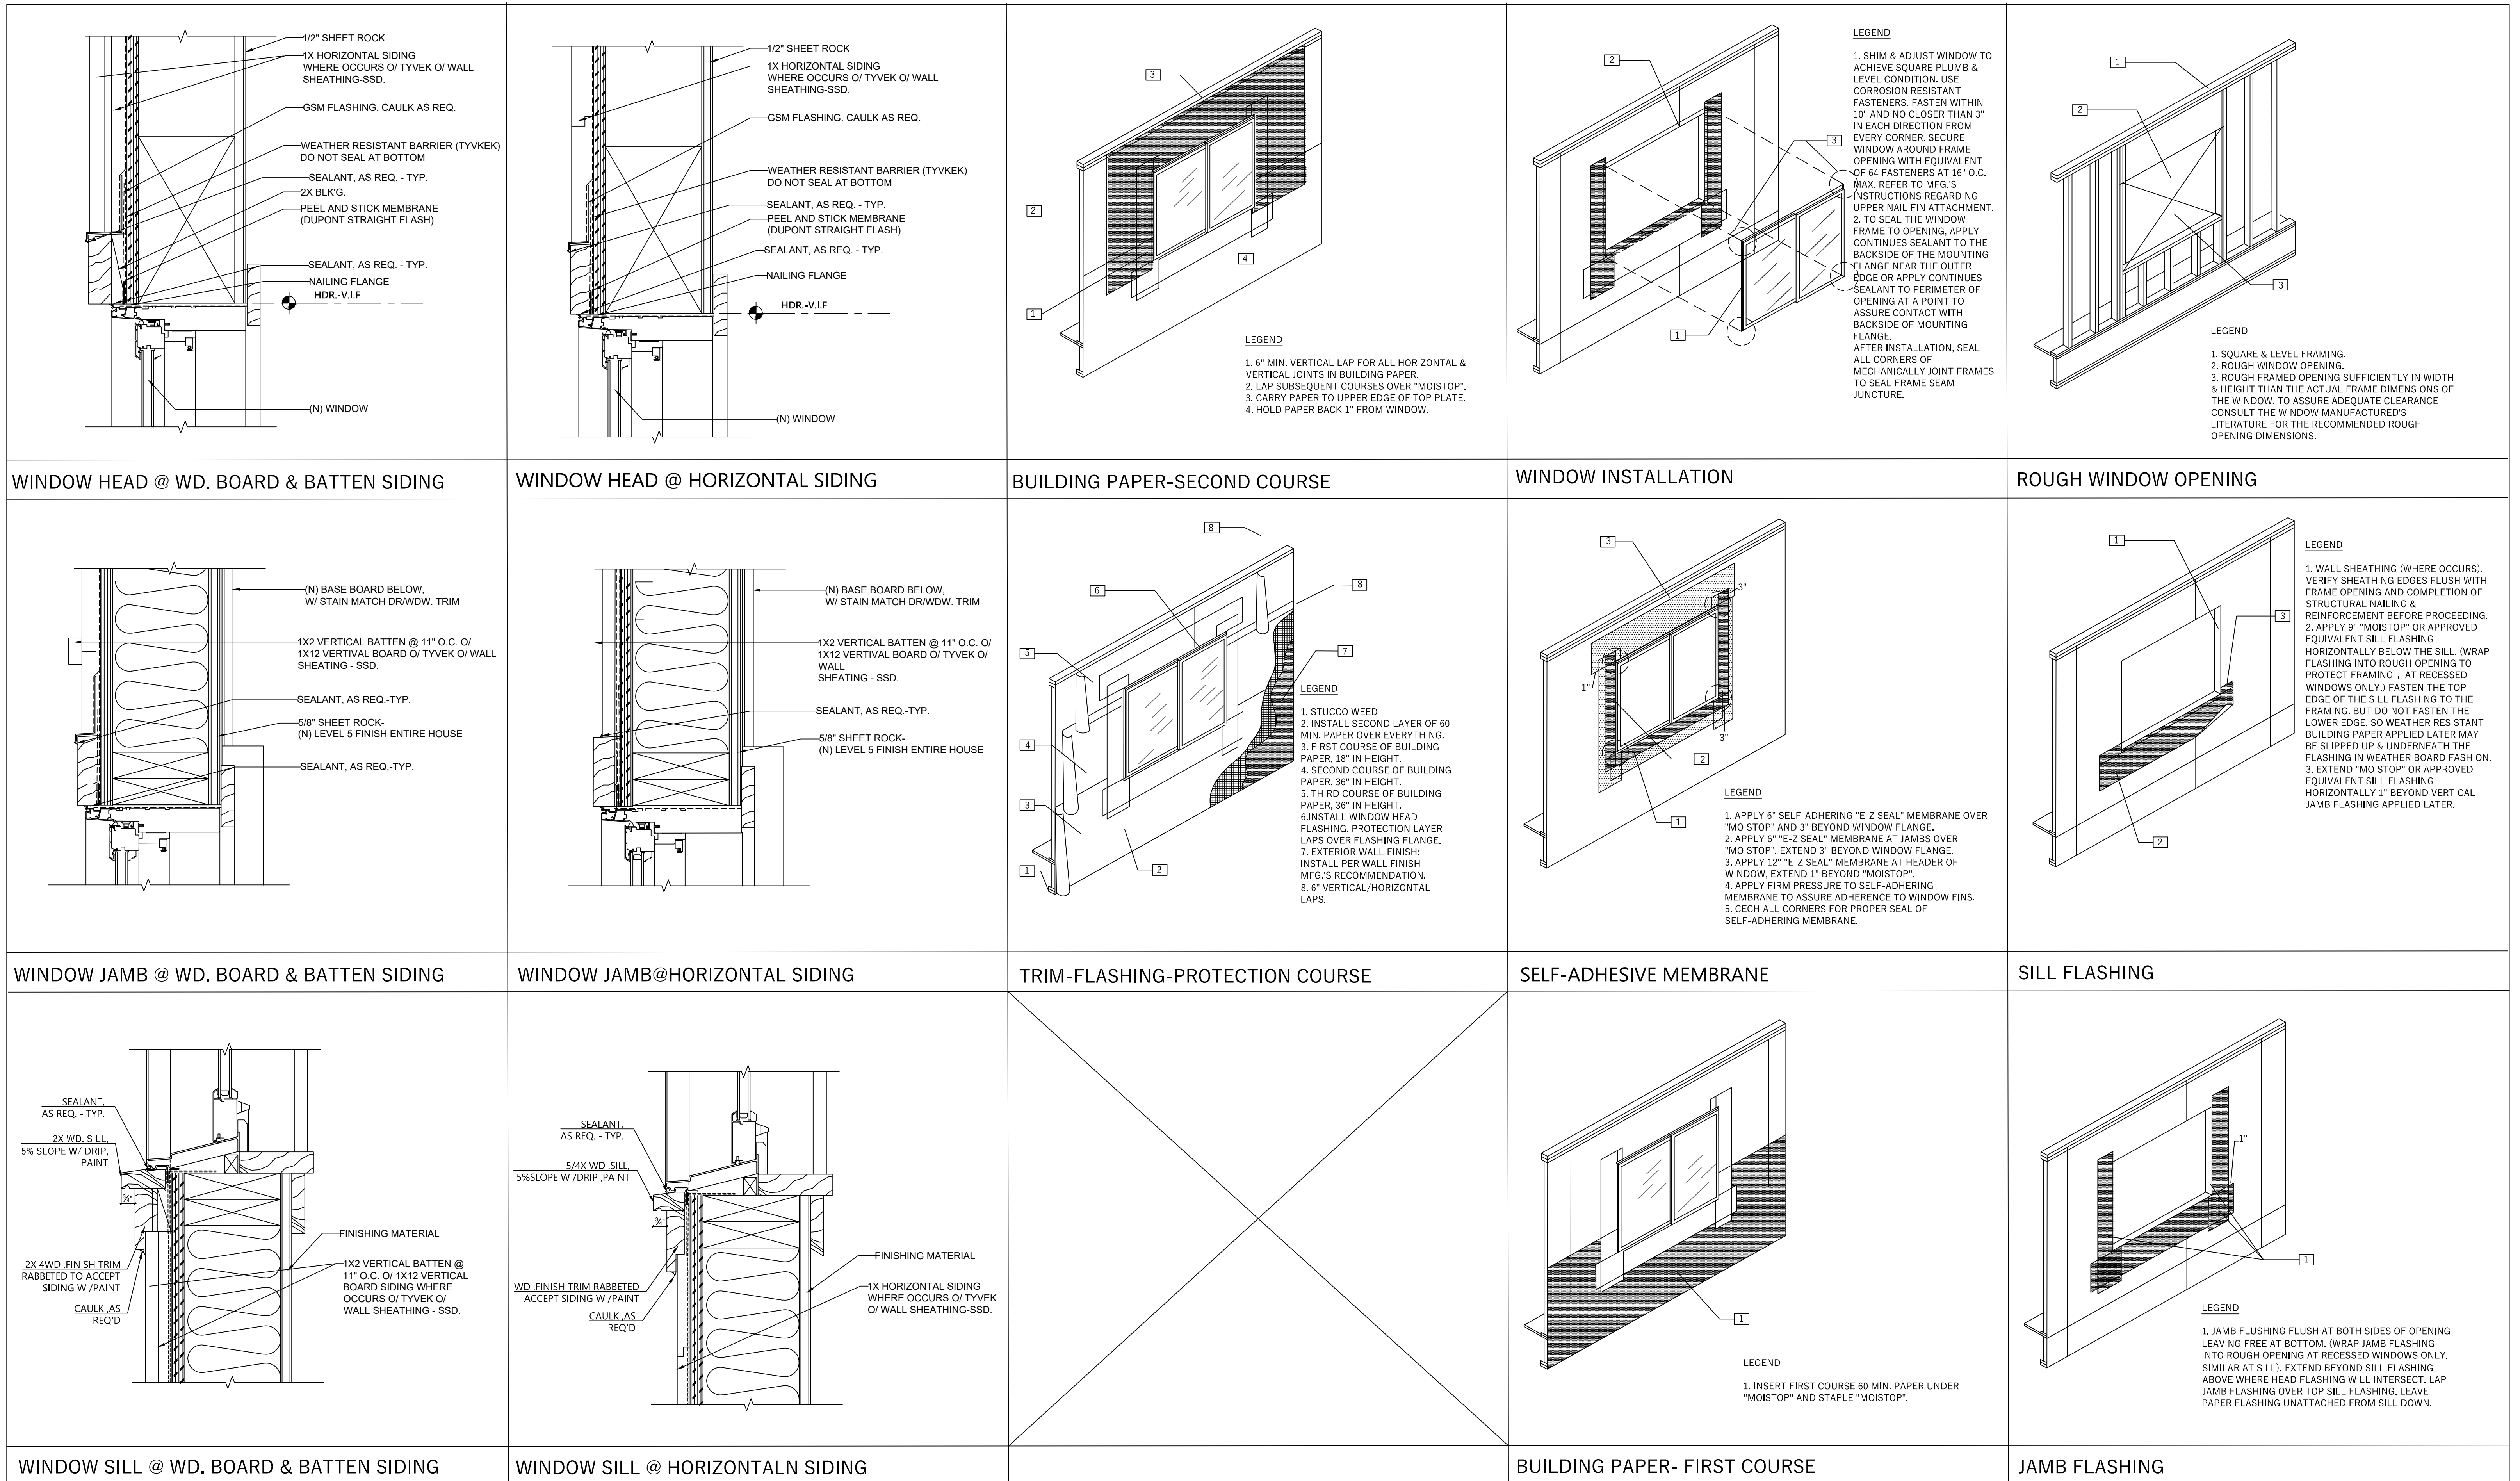 1/2" SHEET ROCK
1X HORIZONTAL SIDING
WHERE OCCURS O/ TYVEK O/ WALL
SHEATHING-SSD.
GSM FLASHING. CAULK AS REQ.
WEATHER RESISTANT BARRIER (TYVKEK)
DO NOT SEAL AT BOTTOM
SEALANT, AS REQ. - TYP.
2X BLK'G.
PEEL AND STICK MEMBRANE
(DUPONT STRAIGHT FLASH)
SEALANT, AS REQ. - TYP.
NAILING FLANGE
HDR.-V.I.F
(N) WINDOW
WINDOW HEAD @ WD. BOARD & BATTEN SIDING
1/2" SHEET ROCK
1X HORIZONTAL SIDING
WHERE OCCURS O/ TYVEK O/ WALL
SHEATHING-SSD.
GSM FLASHING. CAULK AS REQ.
WEATHER RESISTANT BARRIER (TYVKEK)
DO NOT SEAL AT BOTTOM
SEALANT, AS REQ. - TYP.
PEEL AND STICK MEMBRANE
(DUPONT STRAIGHT FLASH)
SEALANT, AS REQ. - TYP.
NAILING FLANGE
HDR.-V.I.F
(N) WINDOW
WINDOW HEAD @ HORIZONTAL SIDING
3
2
4
1
LEGEND
1. 6" MIN. VERTICAL LAP FOR ALL HORIZONTAL &
VERTICAL JOINTS IN BUILDING PAPER.
2. LAP SUBSEQUENT COURSES OVER "MOISTOP".
3. CARRY PAPER TO UPPER EDGE OF TOP PLATE.
4. HOLD PAPER BACK 1" FROM WINDOW.
BUILDING PAPER-SECOND COURSE
2
3
1
LEGEND
1. SHIM & ADJUST WINDOW TO
ACHIEVE SQUARE PLUMB &
LEVEL CONDITION. USE
CORROSION RESISTANT
FASTENERS. FASTEN WITHIN
10" AND NO CLOSER THAN 3"
IN EACH DIRECTION FROM
EVERY CORNER. SECURE
WINDOW AROUND FRAME
OPENING WITH EQUIVALENT
OF 64 FASTENERS AT 16" O.C.
MAX. REFER TO MFG.'S
INSTRUCTIONS REGARDING
UPPER NAIL FIN ATTACHMENT.
2. TO SEAL THE WINDOW
FRAME TO OPENING, APPLY
CONTINUES SEALANT TO THE
BACKSIDE OF THE MOUNTING
FLANGE NEAR THE OUTER
EDGE OR APPLY CONTINUES
SEALANT TO PERIMETER OF
OPENING AT A POINT TO
ASSURE CONTACT WITH
BACKSIDE OF MOUNTING
FLANGE.
AFTER INSTALLATION, SEAL
ALL CORNERS OF
MECHANICALLY JOINT FRAMES
TO SEAL FRAME SEAM
JUNCTURE.
WINDOW INSTALLATION
1
2
3
LEGEND
1. SQUARE & LEVEL FRAMING.
2. ROUGH WINDOW OPENING.
3. ROUGH FRAMED OPENING SUFFICIENTLY IN WIDTH
& HEIGHT THAN THE ACTUAL FRAME DIMENSIONS OF
THE WINDOW. TO ASSURE ADEQUATE CLEARANCE
CONSULT THE WINDOW MANUFACTURED'S
LITERATURE FOR THE RECOMMENDED ROUGH
OPENING DIMENSIONS.
ROUGH WINDOW OPENING
(N) BASE BOARD BELOW,
W/ STAIN MATCH DR/WDW. TRIM
1X2 VERTICAL BATTEN @ 11" O.C. O/
1X12 VERTIVAL BOARD O/ TYVEK O/ WALL
SHEATING - SSD.
SEALANT, AS REQ.-TYP.
5/8" SHEET ROCK-
(N) LEVEL 5 FINISH ENTIRE HOUSE
SEALANT, AS REQ,-TYP.
WINDOW JAMB @ WD. BOARD & BATTEN SIDING
(N) BASE BOARD BELOW,
W/ STAIN MATCH DR/WDW. TRIM
1X2 VERTICAL BATTEN @ 11" O.C. O/
1X12 VERTIVAL BOARD O/ TYVEK O/
WALL
SHEATING - SSD.
SEALANT, AS REQ.-TYP.
5/8" SHEET ROCK-
(N) LEVEL 5 FINISH ENTIRE HOUSE
WINDOW JAMB@HORIZONTAL SIDING
8
6
8
5
7
4
3
1
2
LEGEND
1. STUCCO WEED
2. INSTALL SECOND LAYER OF 60
MIN. PAPER OVER EVERYTHING.
3. FIRST COURSE OF BUILDING
PAPER, 18" IN HEIGHT.
4. SECOND COURSE OF BUILDING
PAPER, 36" IN HEIGHT.
5. THIRD COURSE OF BUILDING
PAPER, 36" IN HEIGHT.
6.INSTALL WINDOW HEAD
FLASHING. PROTECTION LAYER
LAPS OVER FLASHING FLANGE.
7. EXTERIOR WALL FINISH:
INSTALL PER WALL FINISH
MFG.'S RECOMMENDATION.
8. 6" VERTICAL/HORIZONTAL
LAPS.
TRIM-FLASHING-PROTECTION COURSE
3
3"
1"
3"
2
1
LEGEND
1. APPLY 6" SELF-ADHERING "E-Z SEAL" MEMBRANE OVER
"MOISTOP" AND 3" BEYOND WINDOW FLANGE.
2. APPLY 6" "E-Z SEAL" MEMBRANE AT JAMBS OVER
"MOISTOP". EXTEND 3" BEYOND WINDOW FLANGE.
3. APPLY 12" "E-Z SEAL" MEMBRANE AT HEADER OF
WINDOW, EXTEND 1" BEYOND "MOISTOP".
4. APPLY FIRM PRESSURE TO SELF-ADHERING
MEMBRANE TO ASSURE ADHERENCE TO WINDOW FINS.
5. CECH ALL CORNERS FOR PROPER SEAL OF
SELF-ADHERING MEMBRANE.
SELF-ADHESIVE MEMBRANE
1
3
2
LEGEND
1. WALL SHEATHING (WHERE OCCURS).
VERIFY SHEATHING EDGES FLUSH WITH
FRAME OPENING AND COMPLETION OF
STRUCTURAL NAILING &
REINFORCEMENT BEFORE PROCEEDING.
2. APPLY 9" "MOISTOP" OR APPROVED
EQUIVALENT SILL FLASHING
HORIZONTALLY BELOW THE SILL. (WRAP
FLASHING INTO ROUGH OPENING TO
PROTECT FRAMING , AT RECESSED
WINDOWS ONLY.) FASTEN THE TOP
EDGE OF THE SILL FLASHING TO THE
FRAMING. BUT DO NOT FASTEN THE
LOWER EDGE, SO WEATHER RESISTANT
BUILDING PAPER APPLIED LATER MAY
BE SLIPPED UP & UNDERNEATH THE
FLASHING IN WEATHER BOARD FASHION.
3. EXTEND "MOISTOP" OR APPROVED
EQUIVALENT SILL FLASHING
HORIZONTALLY 1" BEYOND VERTICAL
JAMB FLASHING APPLIED LATER.
SILL FLASHING
SEALANT,
AS REQ. - TYP.
2X WD. SILL,
5% SLOPE W/ DRIP,
PAINT
3/4"
2X 4WD .FINISH TRIM
RABBETED TO ACCEPT
SIDING W /PAINT
CAULK ,AS
REQ'D
FINISHING MATERIAL
1X2 VERTICAL BATTEN @
11" O.C. O/ 1X12 VERTICAL
BOARD SIDING WHERE
OCCURS O/ TYVEK O/
WALL SHEATHING - SSD.
WINDOW SILL @ WD. BOARD & BATTEN SIDING
SEALANT,
AS REQ. - TYP.
5/4X WD .SILL,
5%SLOPE W /DRIP ,PAINT
3/4"
WD .FINISH TRIM RABBETED
ACCEPT SIDING W /PAINT
CAULK ,AS
REQ'D
FINISHING MATERIAL
1X HORIZONTAL SIDING
WHERE OCCURS O/ TYVEK
O/ WALL SHEATHING-SSD.
WINDOW SILL @ HORIZONTALN SIDING
1
LEGEND
1. INSERT FIRST COURSE 60 MIN. PAPER UNDER
"MOISTOP" AND STAPLE "MOISTOP".
BUILDING PAPER- FIRST COURSE
1"
1
LEGEND
1. JAMB FLUSHING FLUSH AT BOTH SIDES OF OPENING
LEAVING FREE AT BOTTOM. (WRAP JAMB FLASHING
INTO ROUGH OPENING AT RECESSED WINDOWS ONLY.
SIMILAR AT SILL). EXTEND BEYOND SILL FLASHING
ABOVE WHERE HEAD FLASHING WILL INTERSECT. LAP
JAMB FLASHING OVER TOP SILL FLASHING. LEAVE
PAPER FLASHING UNATTACHED FROM SILL DOWN.
JAMB FLASHING